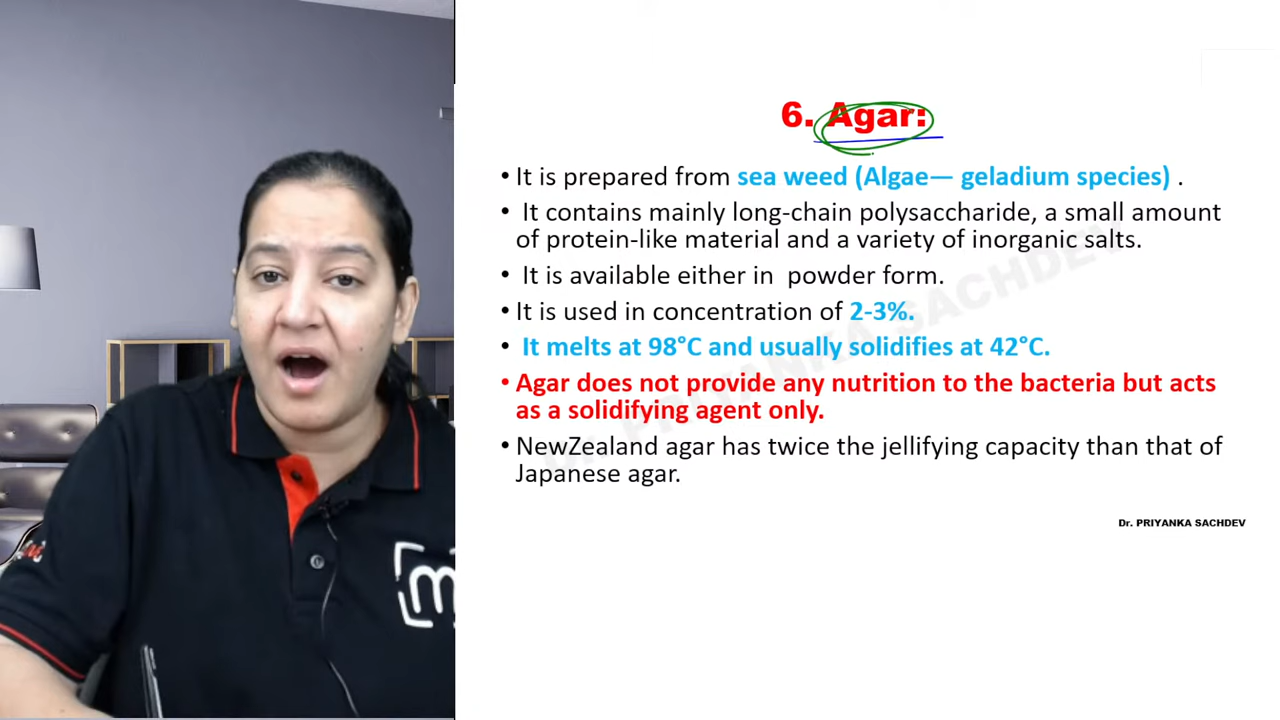 6. Agar:
• It is prepared from sea weed (Algae— geladium species) .
• It contains mainly long-chain polysaccharide, a small amount
of protein-like material and a variety of inorganic salts.
• It is available either in powder form.
• It is used in concentration of 2-3%.
• It melts at 98°C and usually solidifies at 42°C.
• Agar does not provide any nutrition to the bacteria but acts
as a solidifying agent only.
• NewZealand agar has twice the jellifying capacity than that of
Japanese agar.
Dr. PRIYANKA SACHDEV
PRIYANKA SACHDEV